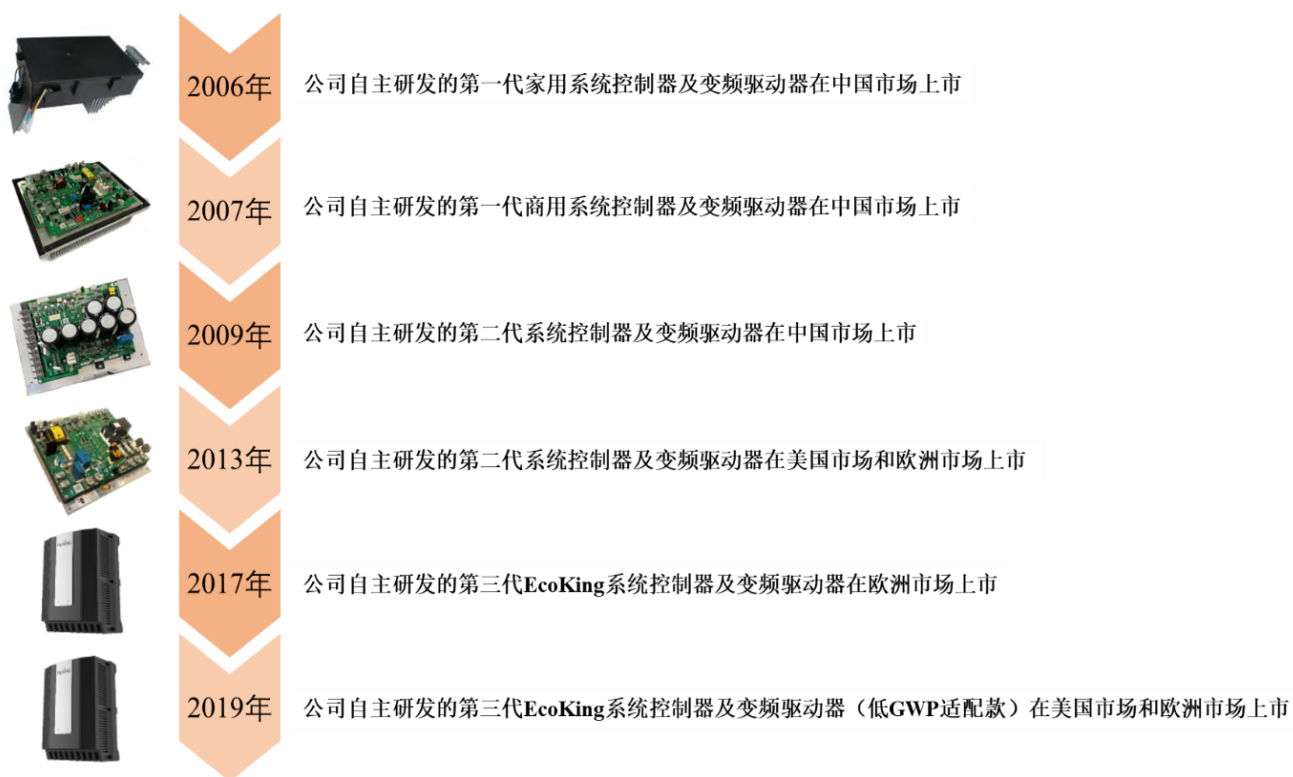 2006年 公司自主研发的第一代家用系统控制器及变频驱动器在中国市场上市
2007年 公司自主研发的第一代商用系统控制器及变频驱动器在中国市场上市
2009年 公司自主研发的第二代系统控制器及变频驱动器在中国市场上市
2013年 公司自主研发的第二代系统控制器及变频驱动器在美国市场和欧洲市场上市
2017年 公司自主研发的第三代EcoKing系统控制器及变频驱动器在欧洲市场上市
2019年 公司自主研发的第三代EcoKing系统控制器及变频驱动器（低GWP适配款）在美国市场和欧洲市场上市